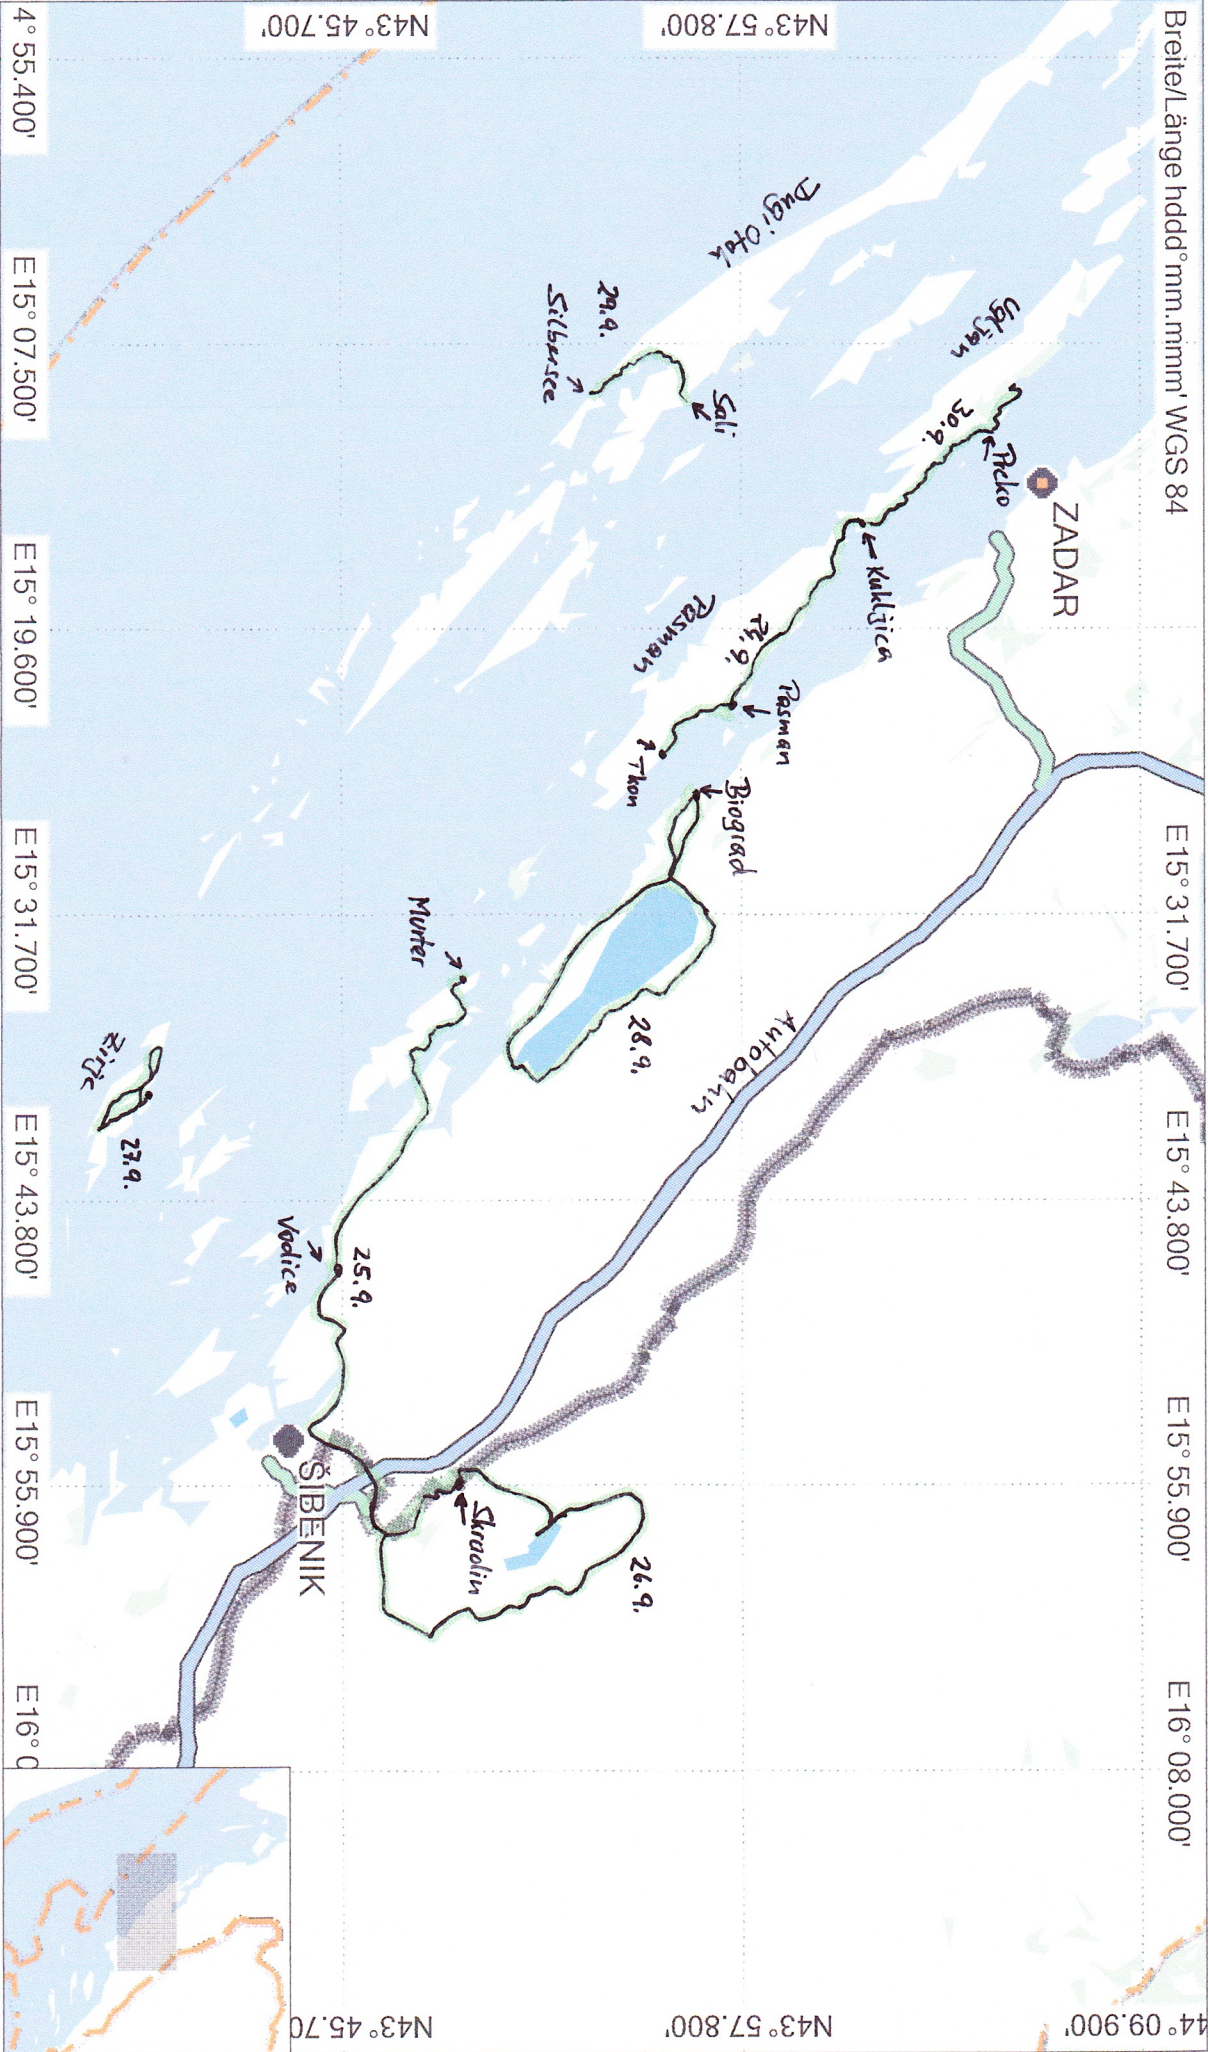 Breite/Länge hddd°mm.mmm' WGS 84
E15° 31.700'
E15° 43.800'
E15° 55.900'
E16° 08.000'
44° 09.900'
N43° 57.800'
N43° 57.800'
N43° 45.700'
N43° 45.70
ZADAR
Ugljan
Preko
30.9.
Kukljica
Dugi Otok
Sali
29.9.
Silbersee
Pasman
24.9.
Pasman
Tkon
Biograd
Autobahn
28.9.
Murter
Zirje
27.9.
Vodice
25.9.
ŠIBENIK
Skradin
26.9.
4° 55.400'
E15° 07.500'
E15° 19.600'
E15° 31.700'
E15° 43.800'
E15° 55.900'
E16° 0